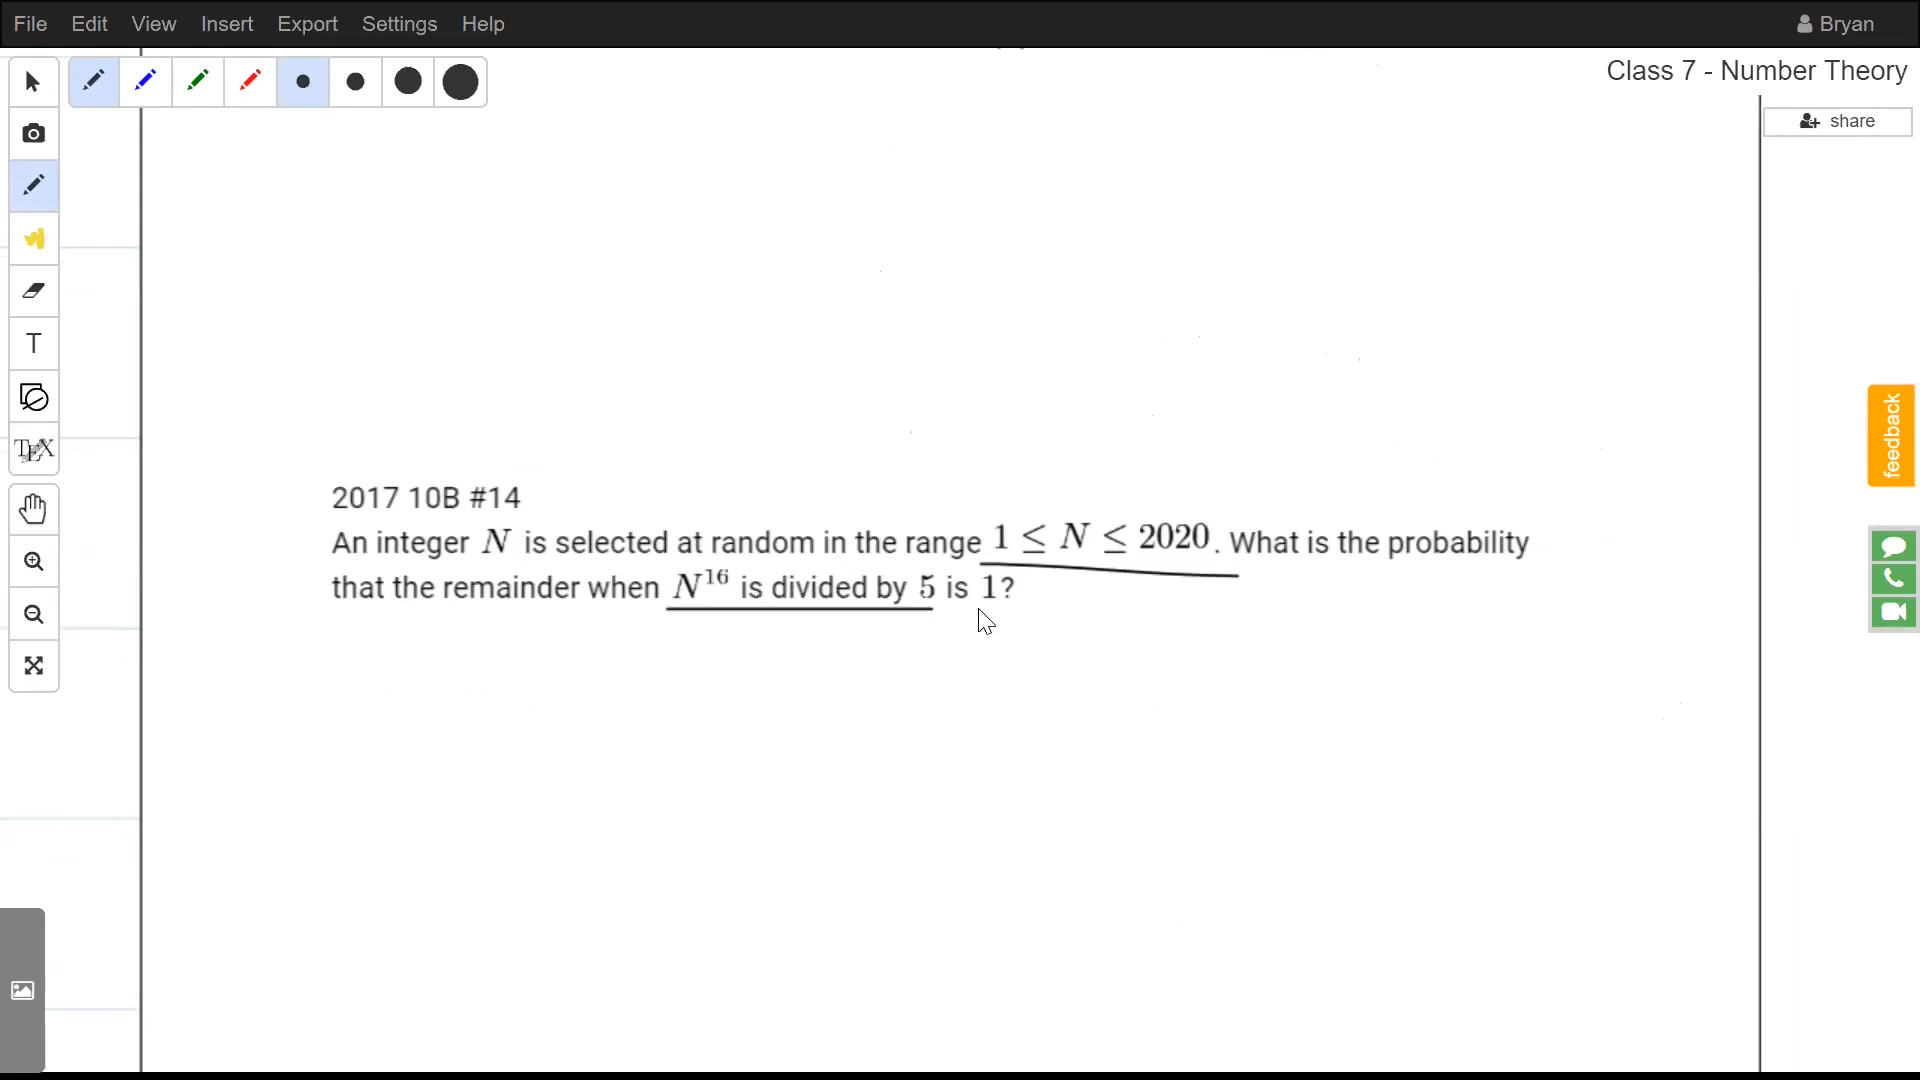 File Edit View Insert Export Settings Help Bryan
Class 7 - Number Theory
share
T
TEX
feedback
2017 10B #14
An integer N is selected at random in the range 1 ≤ N ≤ 2020. What is the probability
that the remainder when N¹⁶ is divided by 5 is 1?